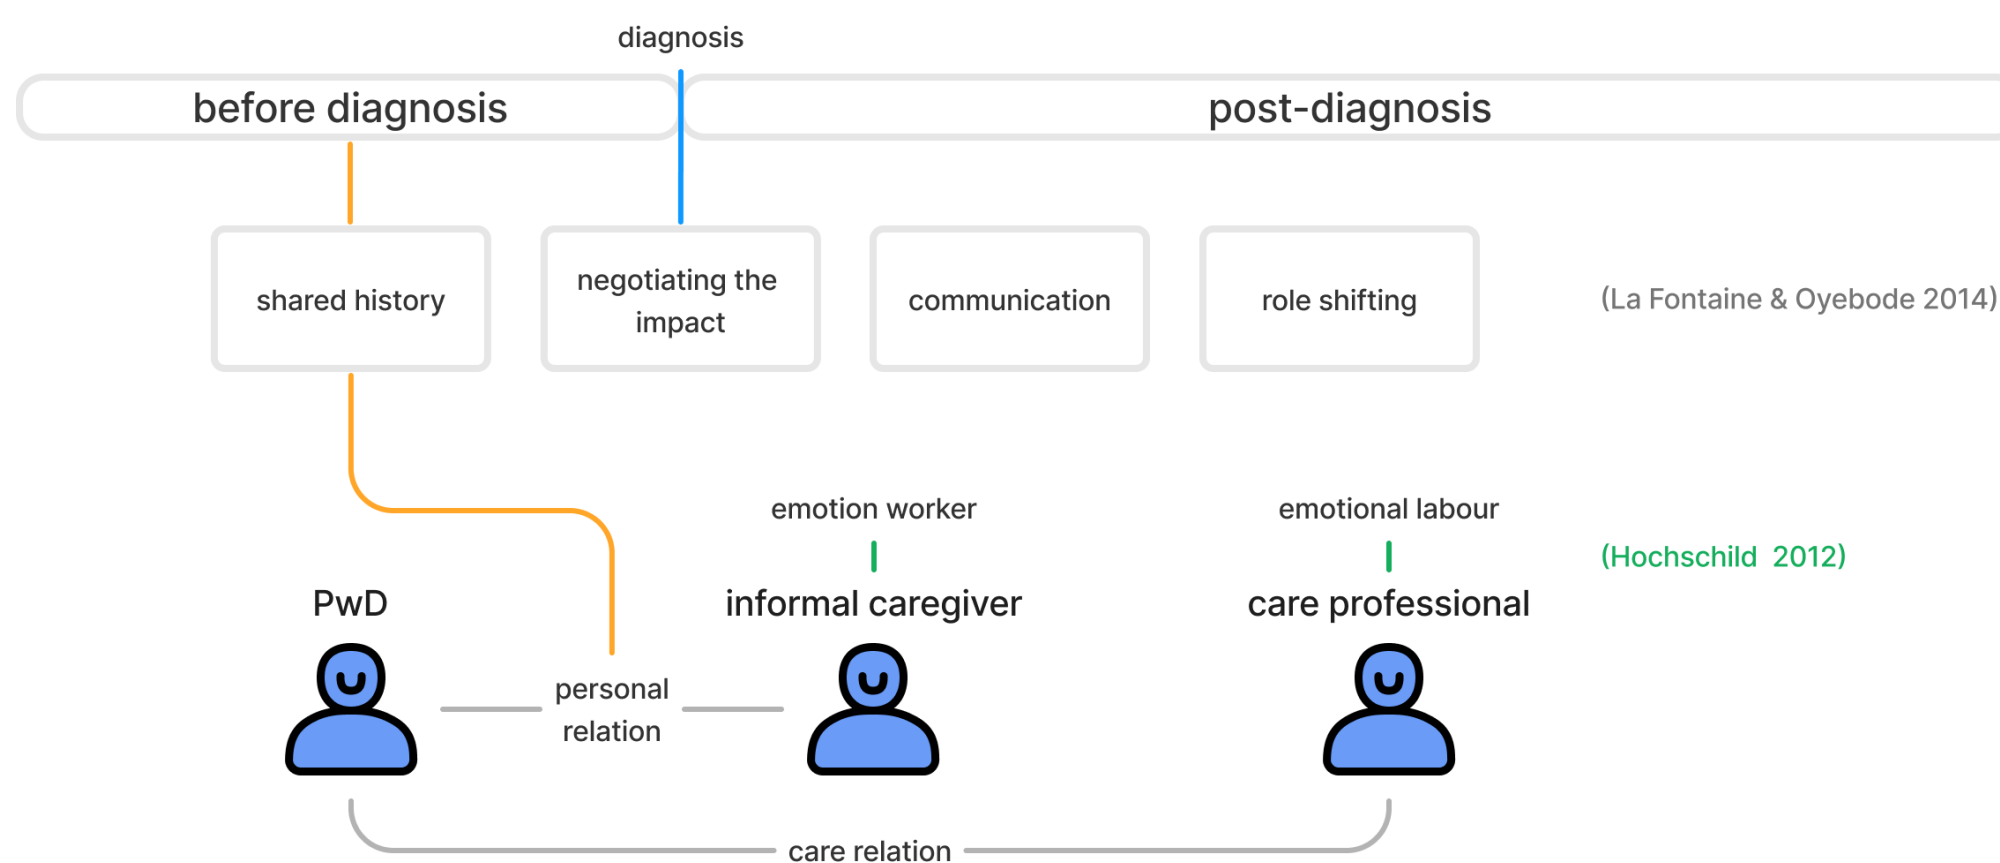 diagnosis
before diagnosis
post-diagnosis
shared history
negotiating the
impact
communication
role shifting
(La Fontaine & Oyebode 2014)
emotion worker
emotional labour
(Hochschild 2012)
PwD
informal caregiver
care professional
personal
relation
care relation